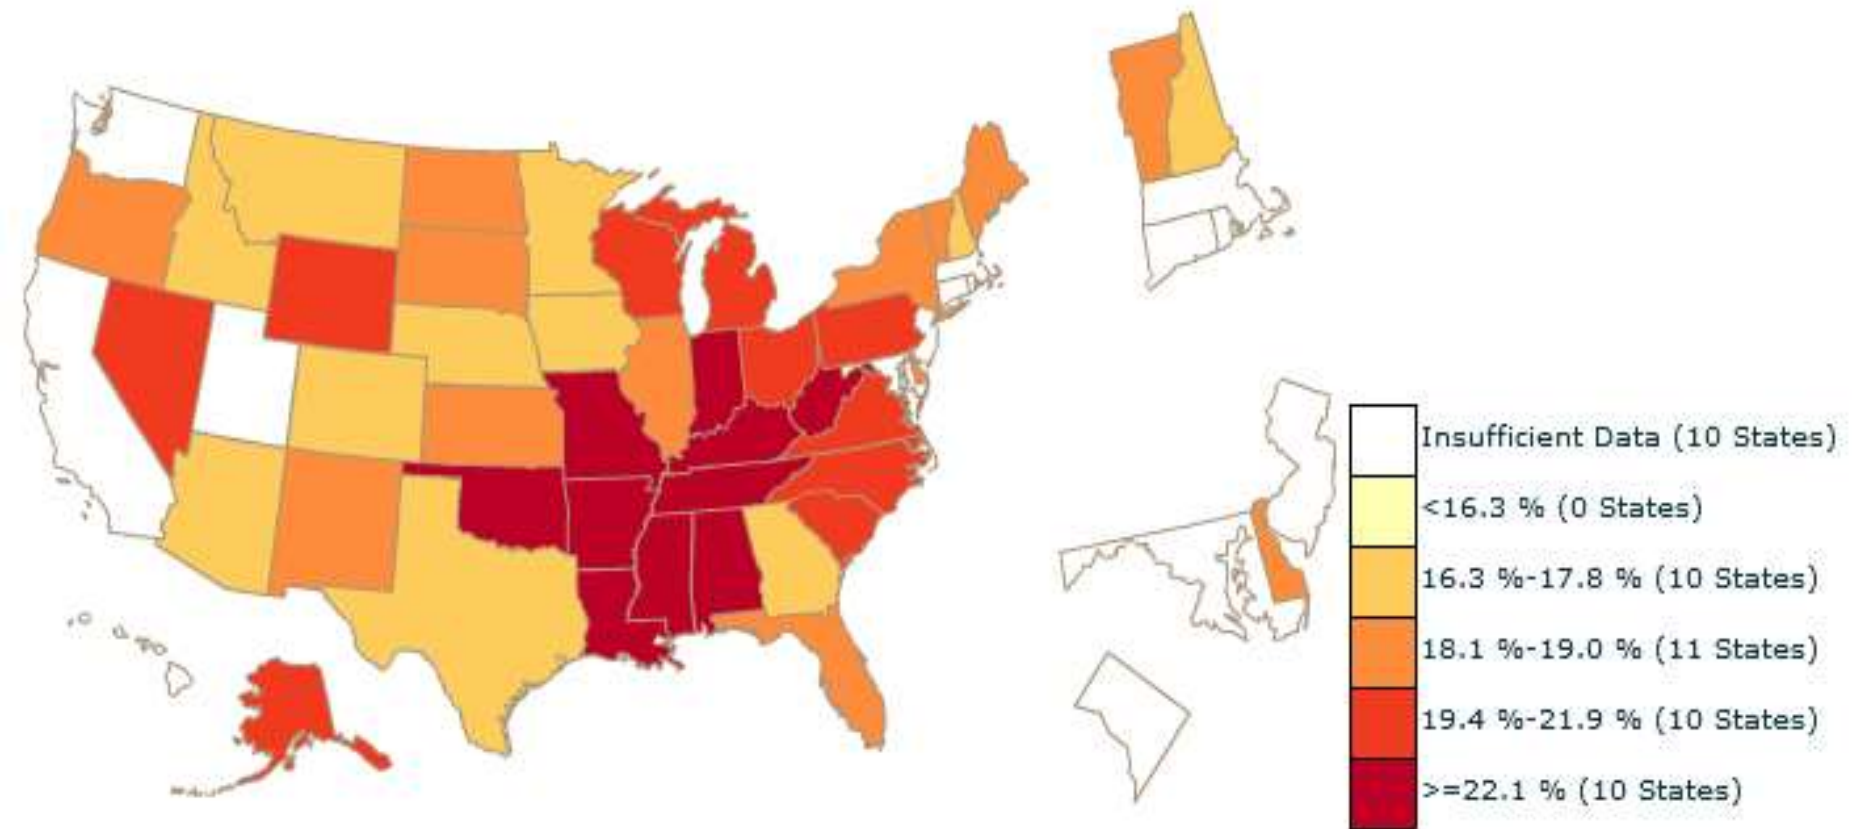 Insufficient Data (10 States)
<16.3 % (0 States)
16.3 %-17.8 % (10 States)
18.1 %-19.0 % (11 States)
19.4 %-21.9 % (10 States)
>=22.1 % (10 States)